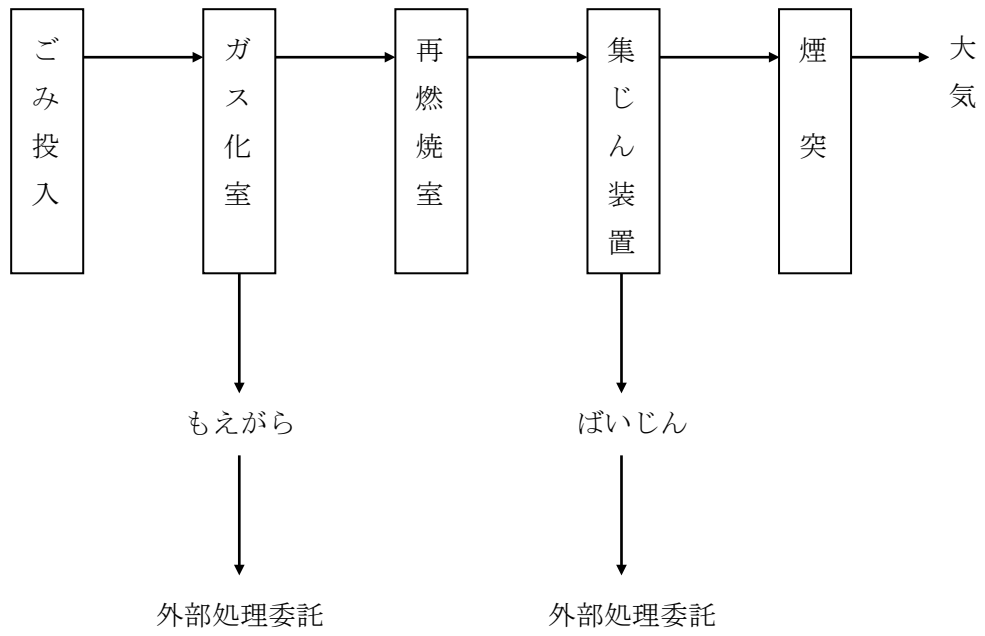 ごみ投入
ガス化室
再燃焼室
集じん装置
煙突
大気
もえがら
ばいじん
外部処理委託
外部処理委託